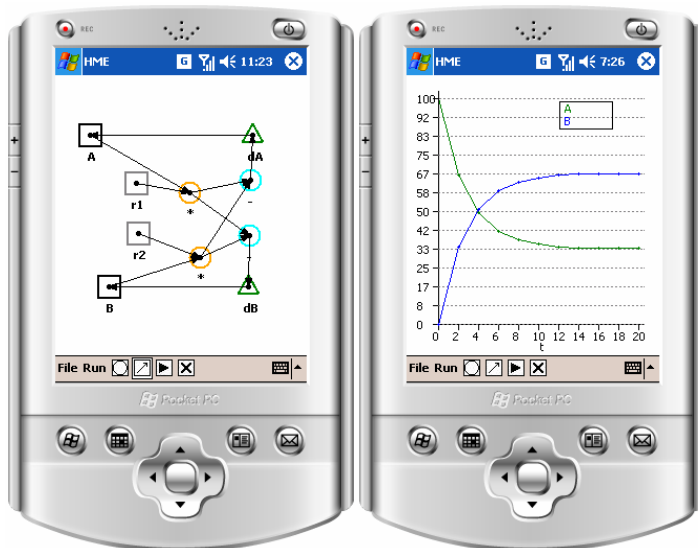 REC
HME G 11:23
A
dA
r1
*
-
r2
*
-
B
dB
File Run
Pocket PC
REC
HME G 7:26
100
92
83
75
67
58
50
42
33
25
17
8
0
A
B
0 2 4 6 8 10 12 14 16 18 20
t
File Run
Pocket PC